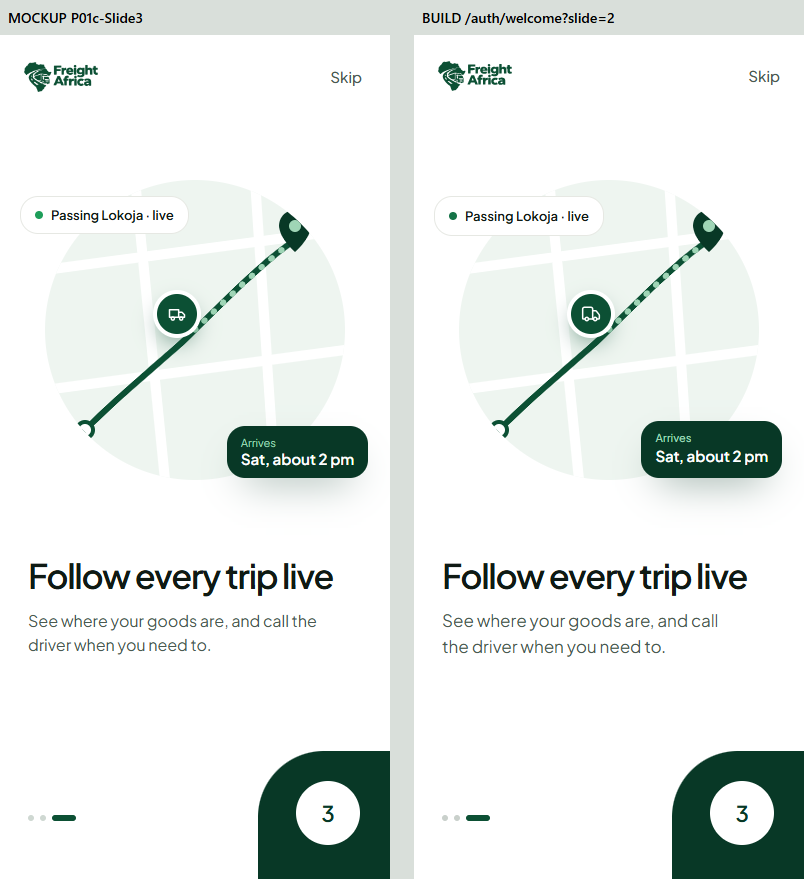 MOCKUP P01c-Slide3
Freight
Africa
Skip
Passing Lokoja · live
Arrives
Sat, about 2 pm
Follow every trip live
See where your goods are, and call the
driver when you need to.
3
BUILD /auth/welcome?slide=2
Freight
Africa
Skip
Passing Lokoja · live
Arrives
Sat, about 2 pm
Follow every trip live
See where your goods are, and call
the driver when you need to.
3